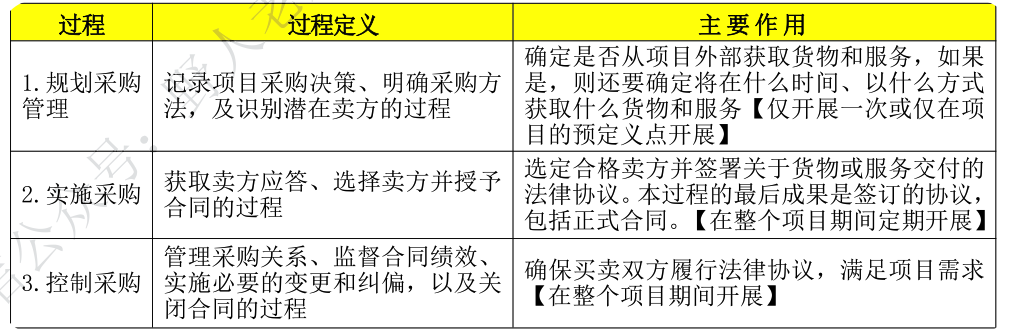 过程 过程定义 主要作用
1.规划采购
管理
记录项目采购决策、明确采购方
法，及识别潜在卖方的过程
确定是否从项目外部获取货物和服务，如果
是，则还要确定将在什么时间、以什么方式
获取什么货物和服务【仅开展一次或仅在项
目的预定义点开展】
2.实施采购
获取卖方应答、选择卖方并授予
合同的过程
选定合格卖方并签署关于货物或服务交付的
法律协议。本过程的最后成果是签订的协议，
包括正式合同。【在整个项目期间定期开展】
3.控制采购
管理采购关系、监督合同绩效、
实施必要的变更和纠偏，以及关
闭合同的过程
确保买卖双方履行法律协议，满足项目需求
【在整个项目期间开展】